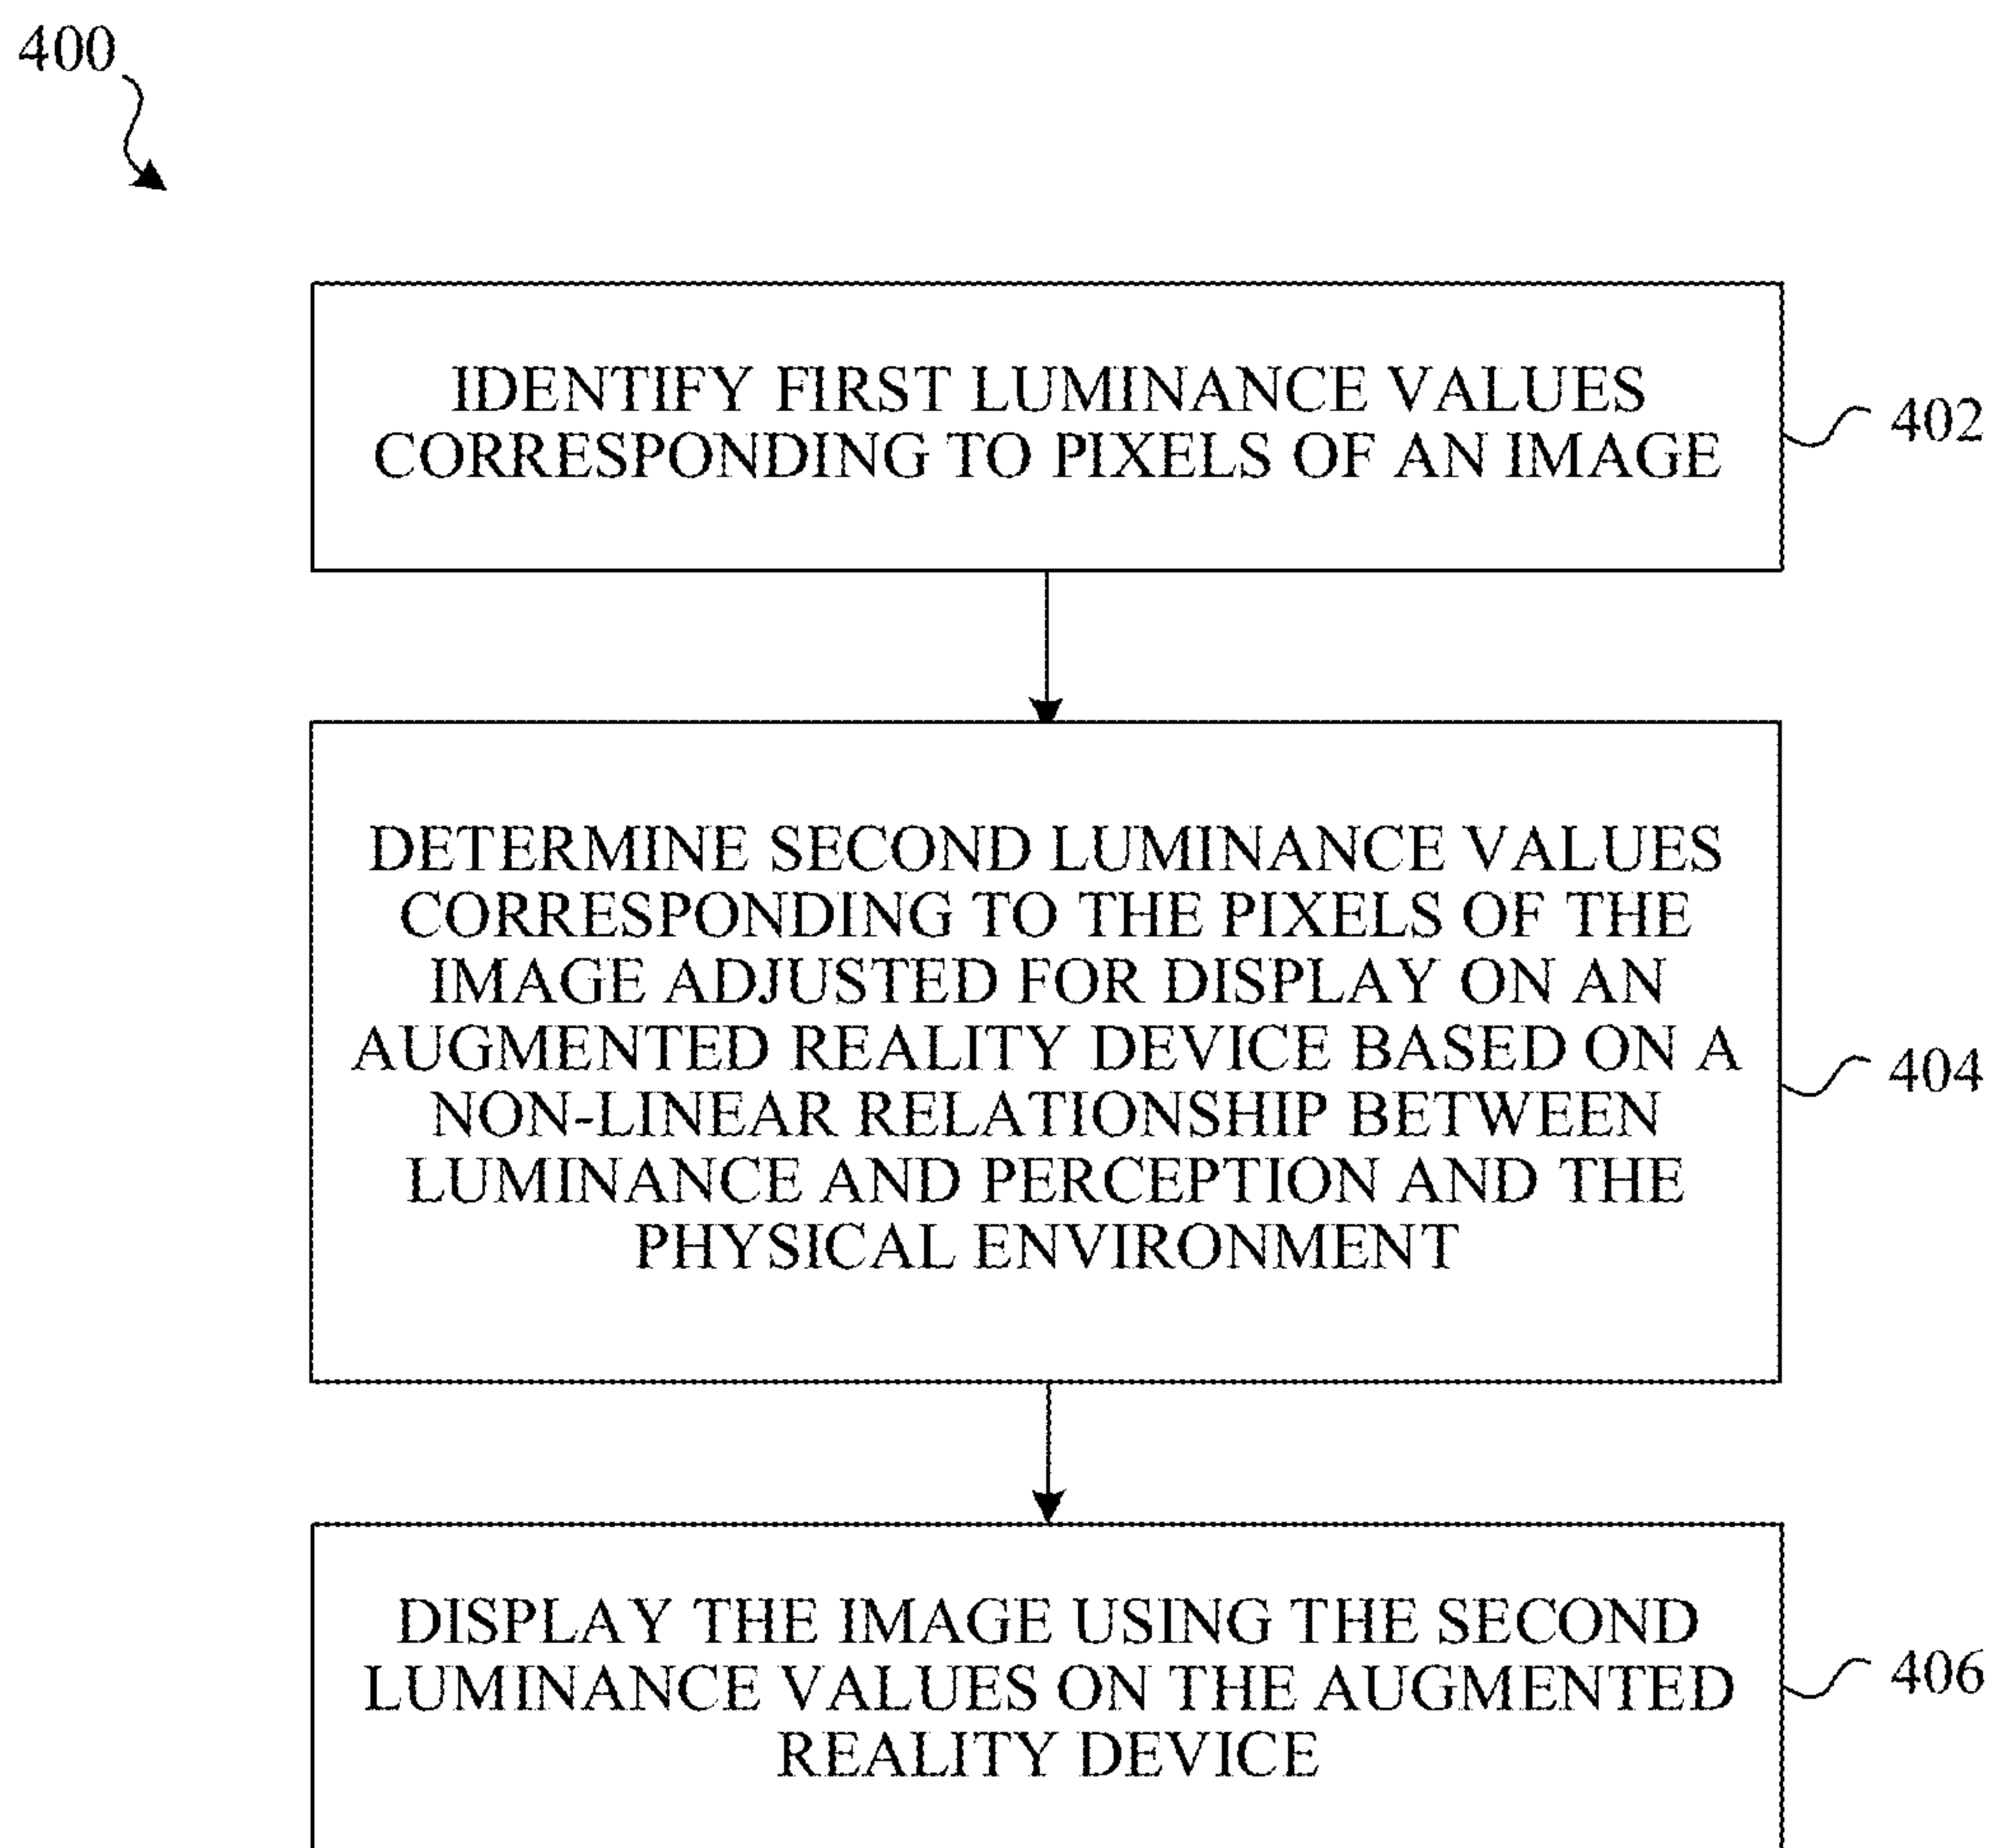 400
IDENTIFY FIRST LUMINANCE VALUES
CORRESPONDING TO PIXELS OF AN IMAGE
402
DETERMINE SECOND LUMINANCE VALUES
CORRESPONDING TO THE PIXELS OF THE
IMAGE ADJUSTED FOR DISPLAY ON AN
AUGMENTED REALITY DEVICE BASED ON A
NON-LINEAR RELATIONSHIP BETWEEN
LUMINANCE AND PERCEPTION AND THE
PHYSICAL ENVIRONMENT
404
DISPLAY THE IMAGE USING THE SECOND
LUMINANCE VALUES ON THE AUGMENTED
REALITY DEVICE
406